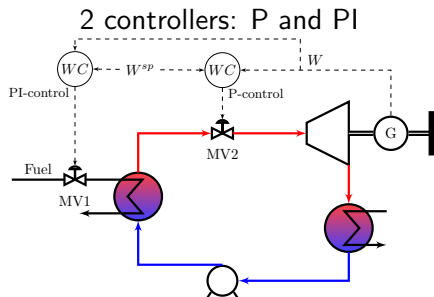 2 controllers: P and PI
W
WC
W^{sp}
WC
PI-control
P-control
G
Fuel
MV2
MV1